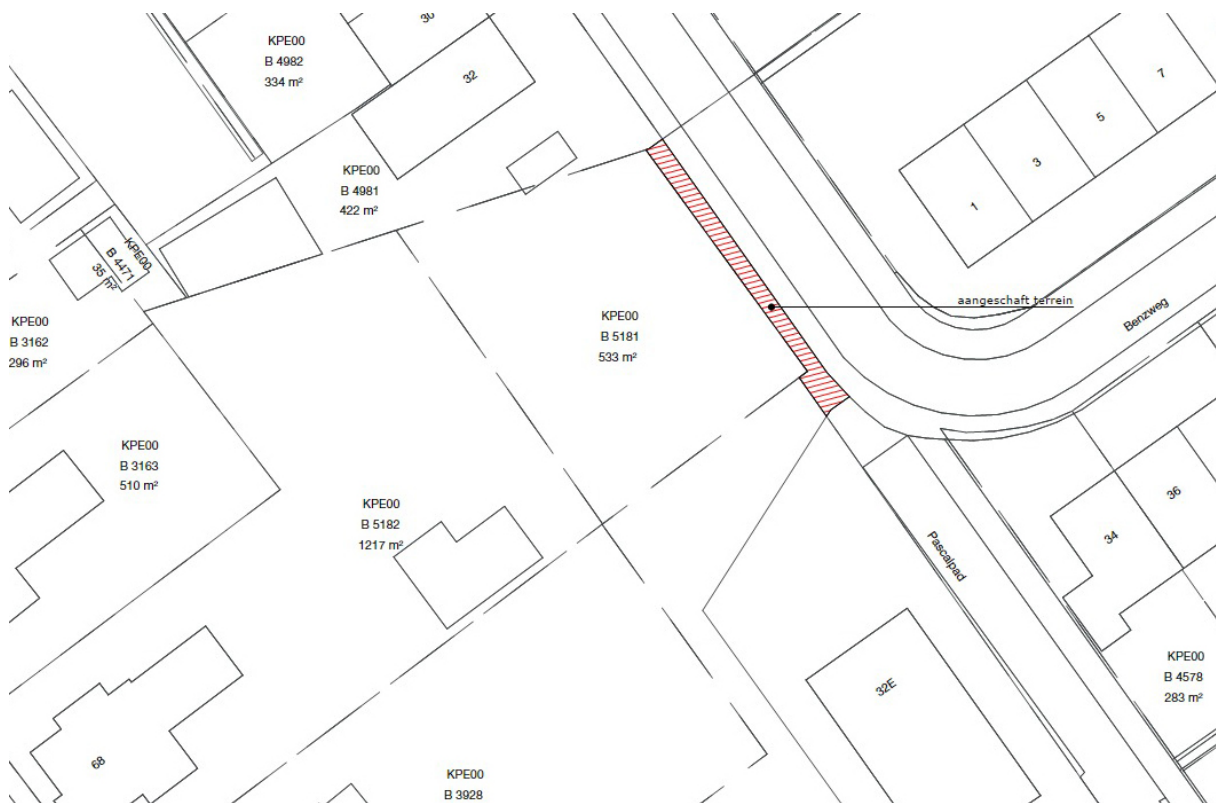 30
KPE00
B 4982
334 m²
32
7
5
3
1
KPE00
B 4981
422 m²
KPE00
B 4471
35 m²
aangeschaft terrein
Benzweg
KPE00
B 3162
296 m²
KPE00
B 5181
533 m²
KPE00
B 3163
510 m²
KPE00
B 5182
1217 m²
36
34
Pascalpad
KPE00
B 4578
283 m²
32E
68
KPE00
B 3928